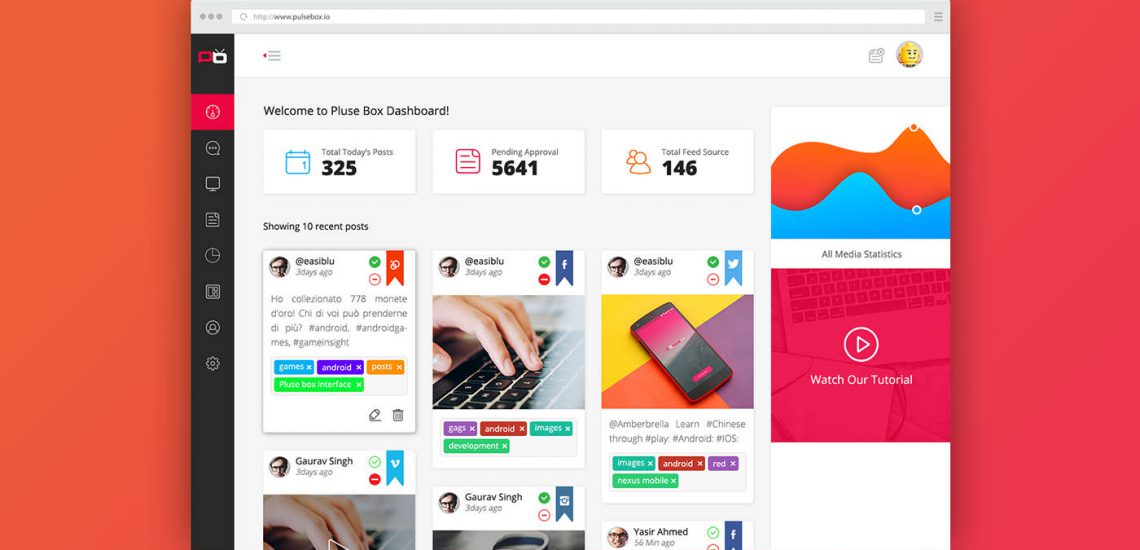 http://www.pulsebox.io
PB
Welcome to Pluse Box Dashboard!
Total Today's Posts
325
1
Pending Approval
5641
Total Feed Source
146
Showing 10 recent posts
@easiblu
3days ago
Ho collezionato 778 monete
d'oro! Chi di voi può prenderne
di più? #android, #androidga-
mes, #gameinsight
games ×
android ×
posts ×
Pluse box interface ×
Gaurav Singh
3days ago
@easiblu
3days ago
f
gags ×
android ×
images ×
development ×
Gaurav Singh
3days ago
@easiblu
3days ago
@Amberbrella Learn #Chinese
through #play: #Android: #IOS:
images ×
android ×
red ×
nexus mobile ×
Yasir Ahmed
56 Min ago
f
All Media Statistics
Watch Our Tutorial